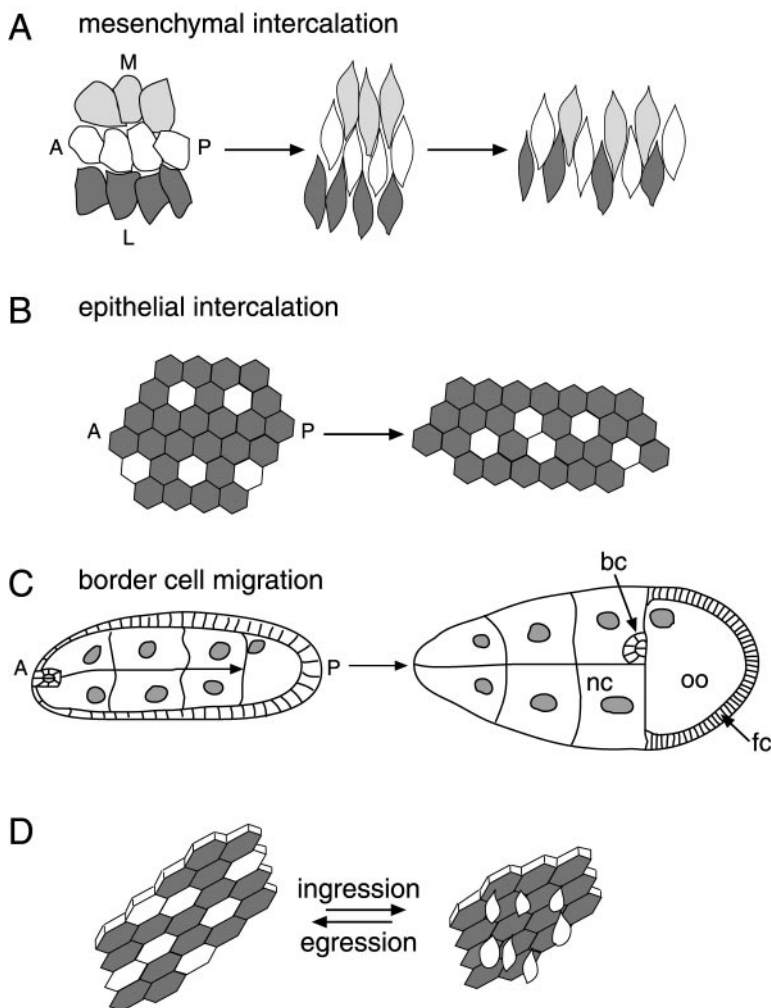 A mesenchymal intercalation
M
A P
L
B epithelial intercalation
A P
C border cell migration
bc
A P
nc oo
fc
D
ingression
egression